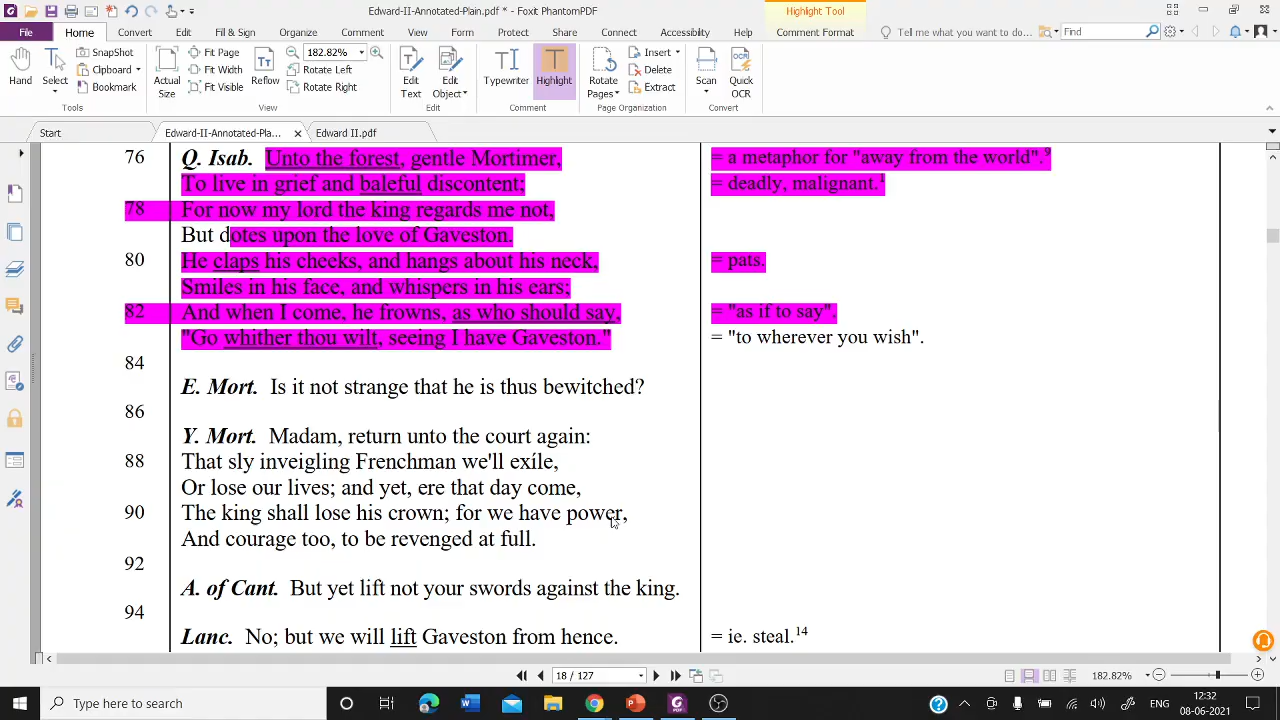 Edward-II-Annotated-Plain.pdf * - Foxit PhantomPDF
Highlight Tool
File Home Convert Edit Fill & Sign Organize Comment View Form Protect Share Connect Accessibility Help Comment Format Tell me what you want to do... Find
SnapShot Fit Page 182.82% Insert
Clipboard Fit Width Rotate Left Delete
Bookmark Fit Visible Rotate Right Extract
Hand Select Actual Size Reflow Edit Text Edit Object Typewriter Highlight Rotate Pages Scan Quick OCR
Tools View Edit Comment Page Organization Convert
Start Edward-II-Annotated-Pla... Edward II.pdf
76 Q. Isab. Unto the forest, gentle Mortimer, = a metaphor for "away from the world".9
To live in grief and baleful discontent; = deadly, malignant.1
78 For now my lord the king regards me not,
But dotes upon the love of Gaveston.
80 He claps his cheeks, and hangs about his neck, = pats.
Smiles in his face, and whispers in his ears;
82 And when I come, he frowns, as who should say, = "as if to say",
"Go whither thou wilt, seeing I have Gaveston." = "to wherever you wish".
84
E. Mort. Is it not strange that he is thus bewitched?
86
Y. Mort. Madam, return unto the court again:
88 That sly inveigling Frenchman we'll exíle,
Or lose our lives; and yet, ere that day come,
90 The king shall lose his crown; for we have power,
And courage too, to be revenged at full.
92
A. of Cant. But yet lift not your swords against the king.
94
Lanc. No; but we will lift Gaveston from hence. = ie. steal.14
18 / 127 182.82%
Type here to search ENG 12:32
08-06-2021